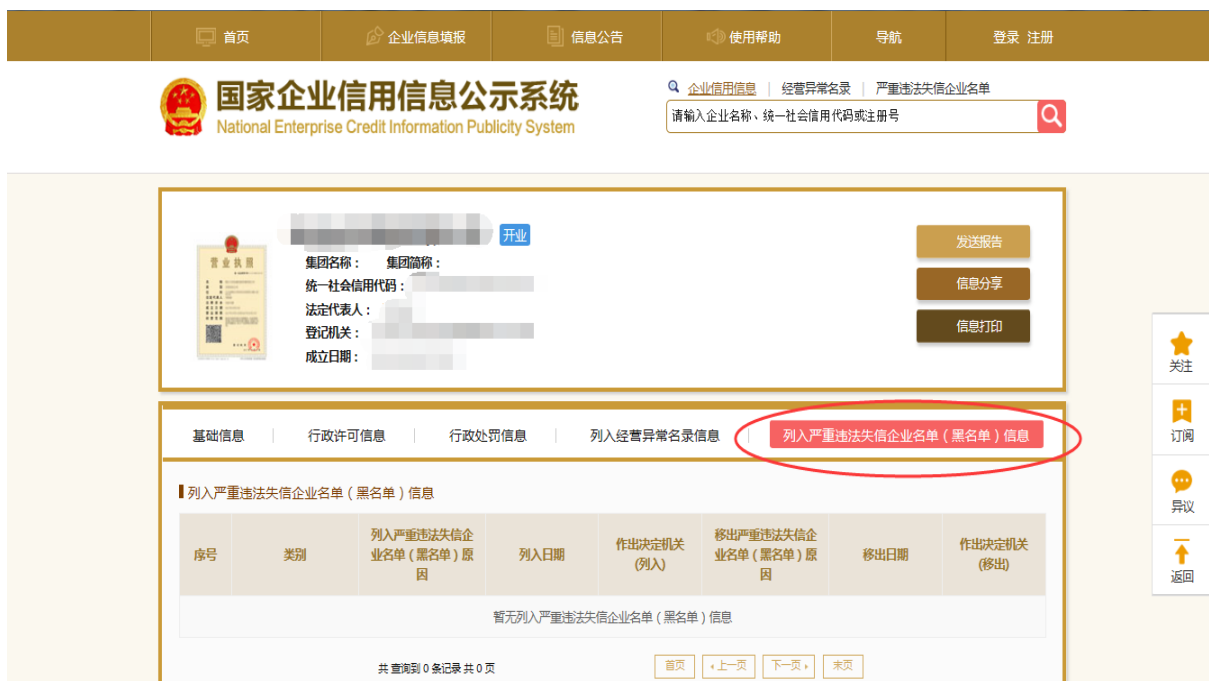 首页 企业信息填报 信息公告 使用帮助 导航 登录 注册
国家企业信用信息公示系统
National Enterprise Credit Information Publicity System
企业信用信息 | 经营异常名录 | 严重违法失信企业名单
请输入企业名称、统一社会信用代码或注册号
开业
营业执照
集团名称： 集团简称：
统一社会信用代码：
法定代表人：
登记机关：
成立日期：
发送报告
信息分享
信息打印
关注
订阅
异议
返回
基础信息 | 行政许可信息 | 行政处罚信息 | 列入经营异常名录信息 | 列入严重违法失信企业名单（黑名单）信息
列入严重违法失信企业名单（黑名单）信息
序号 类别 列入严重违法失信企业名单（黑名单）原因 列入日期 作出决定机关(列入) 移出严重违法失信企业名单（黑名单）原因 移出日期 作出决定机关(移出)
暂无列入严重违法失信企业名单（黑名单）信息
共 查询到 0 条记录 共 0 页 首页 上一页 下一页 末页